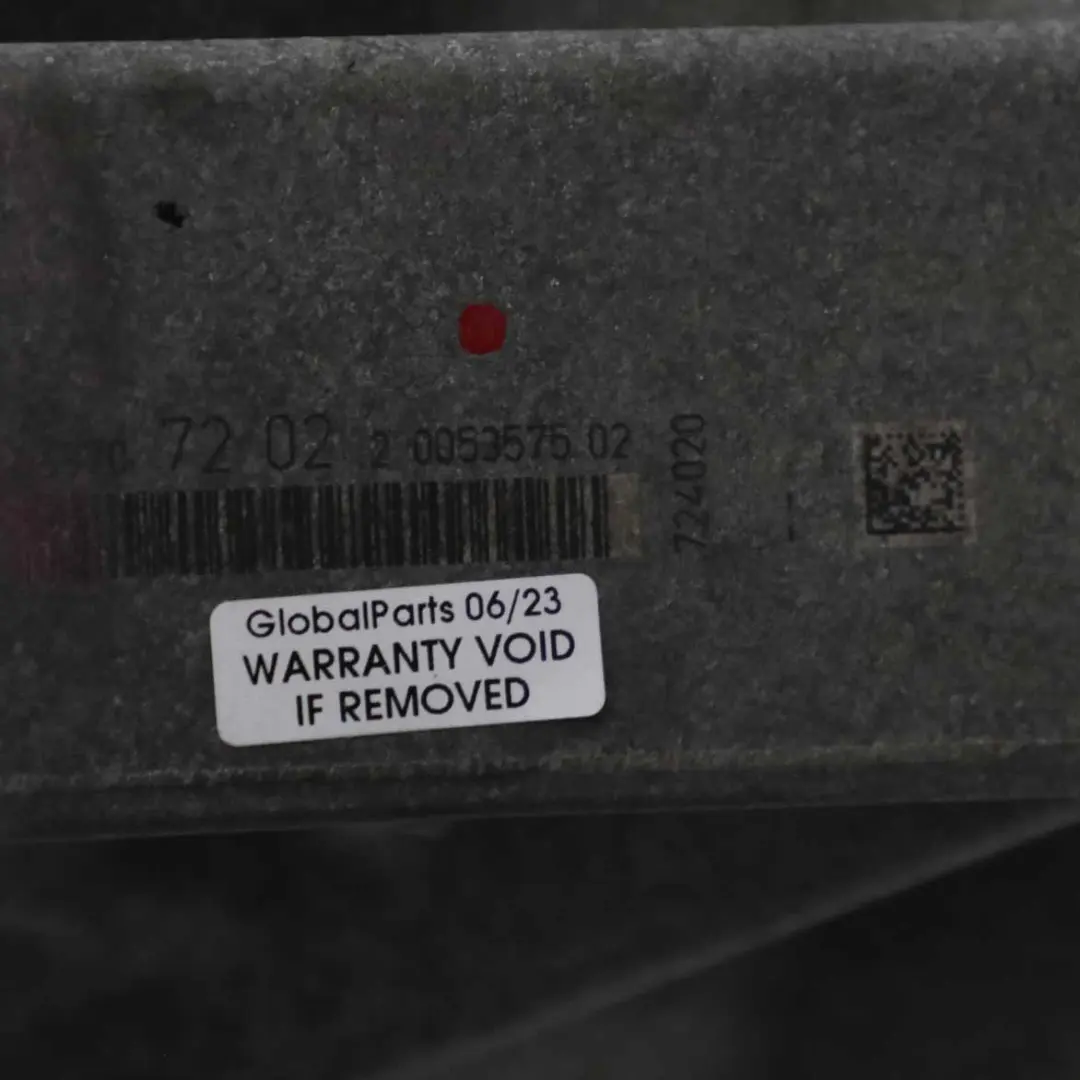 72 02 2 0053575 02
724020
GlobalParts 06/23
WARRANTY VOID
IF REMOVED